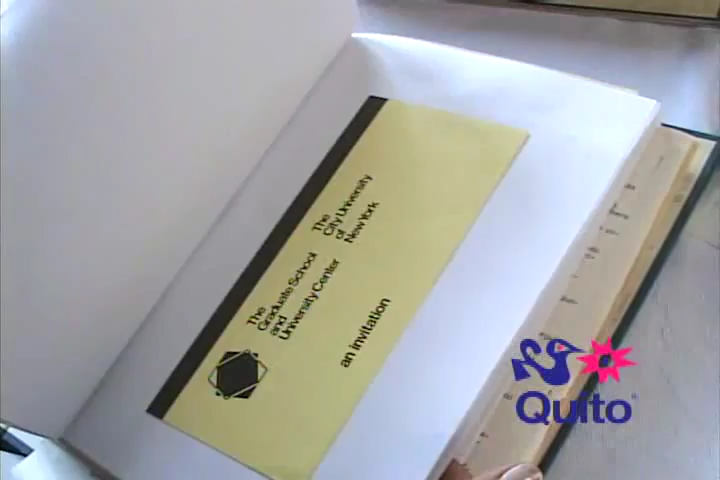 The
Graduate School
and
University Center
The
City University
of
New York
an invitation
Quito